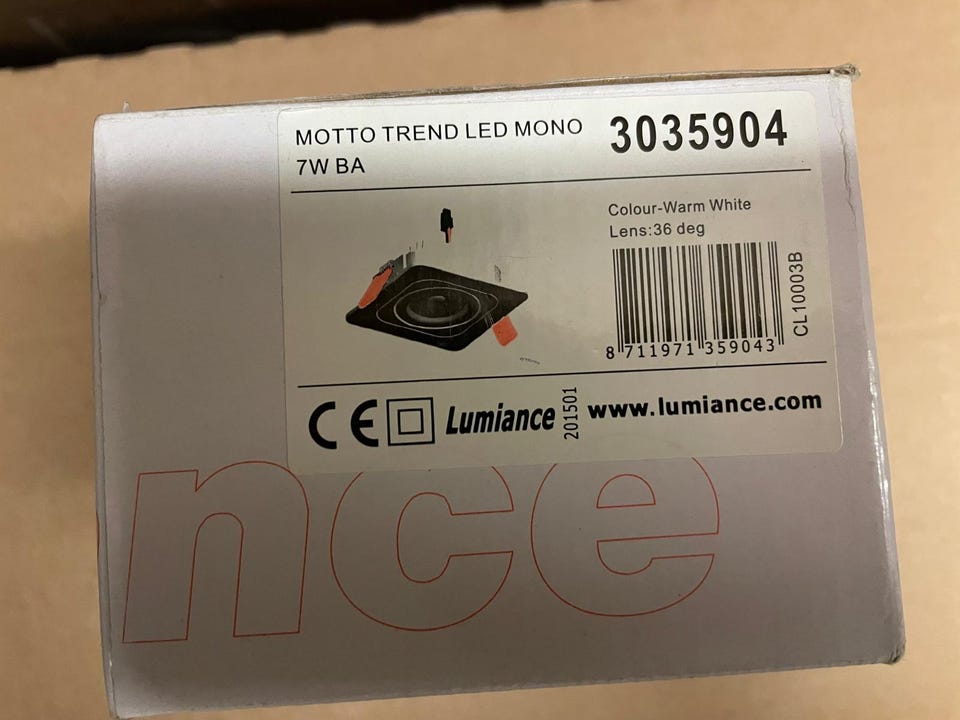 MOTTO TREND LED MONO
7W BA
3035904
Colour-Warm White
Lens:36 deg
8 711971 359043
CL10003B
CE
Lumiance
201501
www.lumiance.com
nce